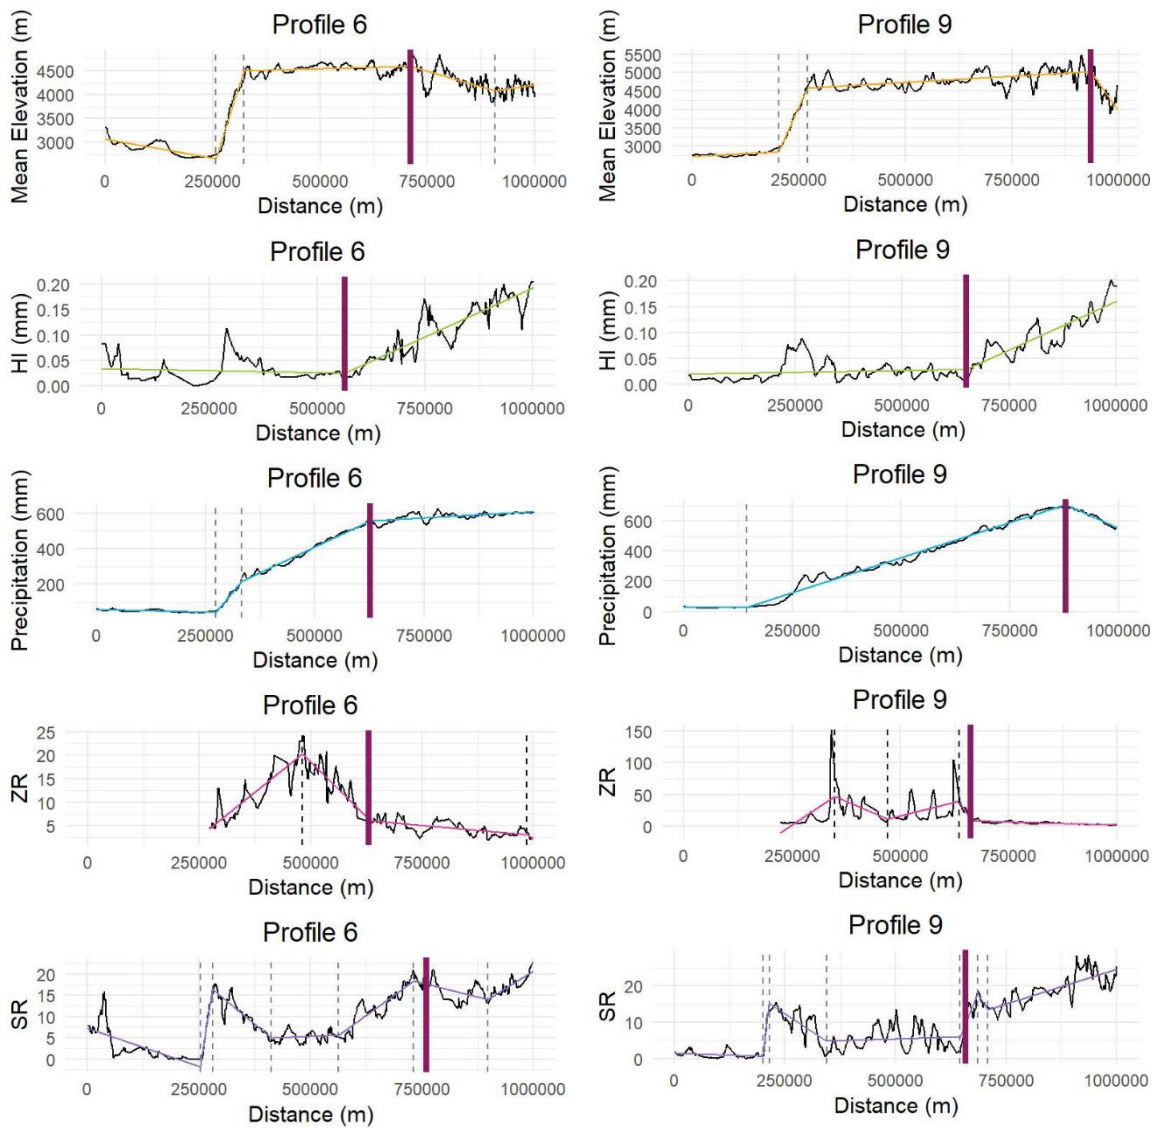 Profile 6
Mean Elevation (m)
4500
4000
3000
0 250000 500000 750000 1000000
Distance (m)
Profile 9
Mean Elevation (m)
5500
5000
4500
4000
3500
3000
0 250000 500000 750000 1000000
Distance (m)
Profile 6
HI (mm)
0.20
0.15
0.10
0.05
0.00
0 250000 500000 750000 1000000
Distance (m)
Profile 9
HI (mm)
0.20
0.15
0.10
0.05
0.00
0 250000 500000 750000 1000000
Distance (m)
Profile 6
Precipitation (mm)
600
400
200
0 250000 500000 750000 1000000
Distance (m)
Profile 9
Precipitation (mm)
600
400
200
0
0 250000 500000 750000 1000000
Distance (m)
Profile 6
ZR
25
20
15
10
5
0 250000 500000 750000 1000000
Distance (m)
Profile 9
ZR
150
100
50
0
0 250000 500000 750000 1000000
Distance (m)
Profile 6
SR
20
15
10
5
0
0 250000 500000 750000 1000000
Distance (m)
Profile 9
SR
20
10
0
0 250000 500000 750000 1000000
Distance (m)